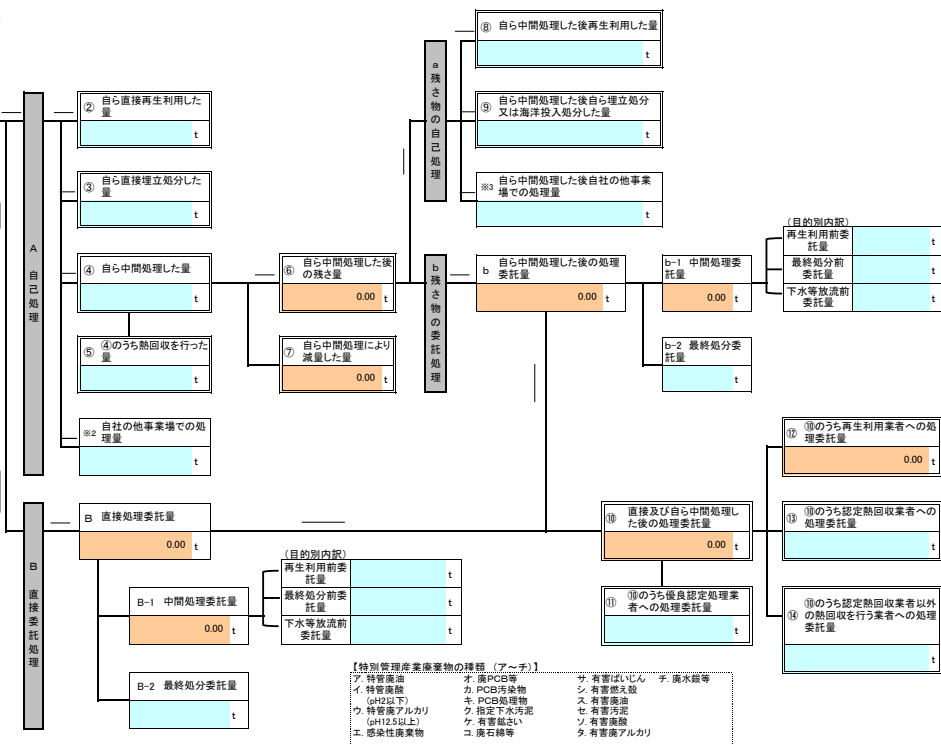 ⑧ 自ら中間処理した後再生利用した量
t
a 残さ物の自己処理
⑨ 自ら中間処理した後自ら埋立処分
又は海洋投入処分した量
t
※3 自ら中間処理した後自社の他事業
場での処理量
t
A 自己処理
② 自ら直接再生利用した
量
t
③ 自ら直接埋立処分した
量
t
④ 自ら中間処理した量
t
⑤ ④のうち熱回収を行った
量
t
※2 自社の他事業場での処
理量
t
⑥ 自ら中間処理した後
の残さ量
0.00 t
⑦ 自ら中間処理により
減量した量
0.00 t
b 残さ物の委託処理
b 自ら中間処理した後の処理
委託量
0.00 t
b-1 中間処理委
託量
0.00 t
b-2 最終処分委
託量
t
(目的別内訳)
再生利用前委
託量
t
最終処分前
委託量
t
下水等放流前
委託量
t
B 直接委託処理
B 直接処理委託量
0.00 t
B-1 中間処理委託量
0.00 t
B-2 最終処分委託量
t
(目的別内訳)
再生利用前委
託量
t
最終処分前委
託量
t
下水等放流前
委託量
t
⑩ 直接及び自ら中間処理し
た後の処理委託量
0.00 t
⑪ ⑩のうち優良認定処理業
者への処理委託量
t
⑫ ⑩のうち再生利用業者への処
理委託量
0.00 t
⑬ ⑩のうち認定熱回収業者への
処理委託量
t
⑭ ⑩のうち認定熱回収業者以外
の熱回収を行う業者への処理
委託量
t
【特別管理産業廃棄物の種類 (ア～チ)】
ア. 特管廃油 オ. 廃PCB等 サ. 有害ばいじん チ. 廃水銀等
イ. 特管廃酸 カ. PCB汚染物 シ. 有害燃え殻
(pH2以下) キ. PCB処理物 ス. 有害廃油
ウ. 特管廃アルカリ ク. 指定下水汚泥 セ. 有害汚泥
(pH12.5以上) ケ. 有害鉱さい ソ. 有害廃酸
エ. 感染性廃棄物 コ. 廃石綿等 タ. 有害廃アルカリ